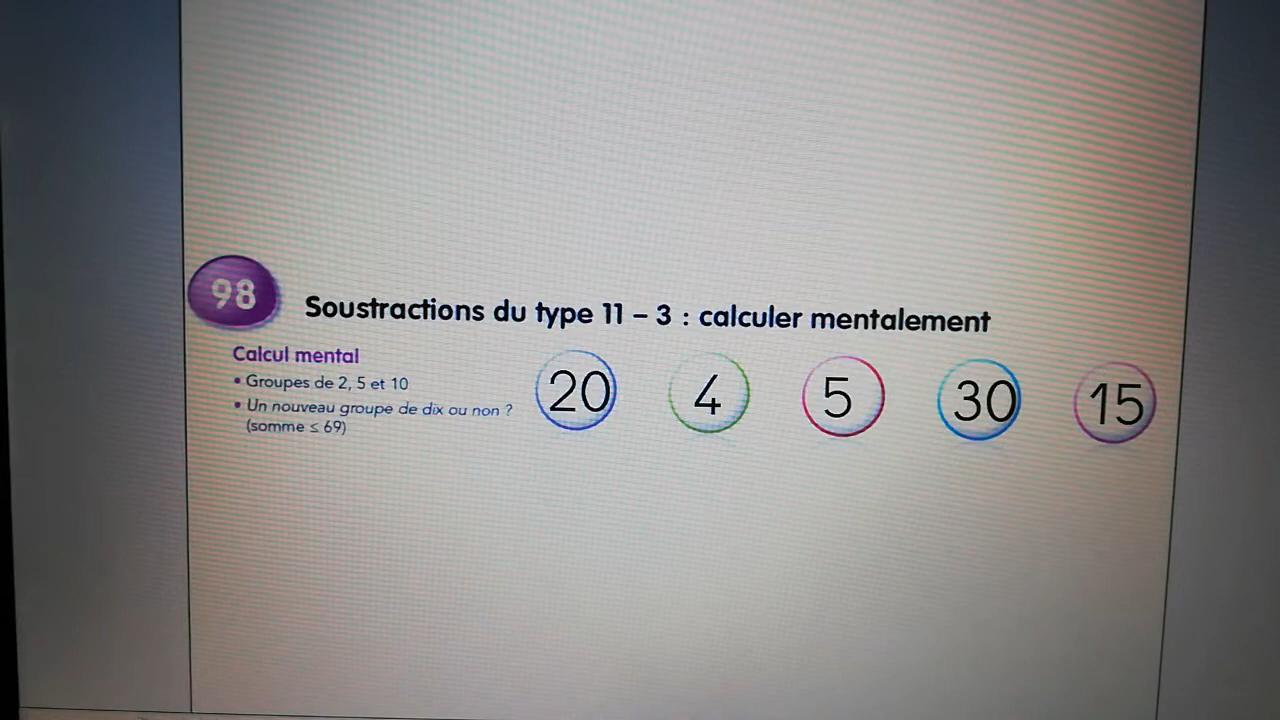 98
Soustractions du type 11 – 3 : calculer mentalement
Calcul mental
• Groupes de 2, 5 et 10
• Un nouveau groupe de dix ou non ?
(somme ≤ 69)
20 4 5 30 15